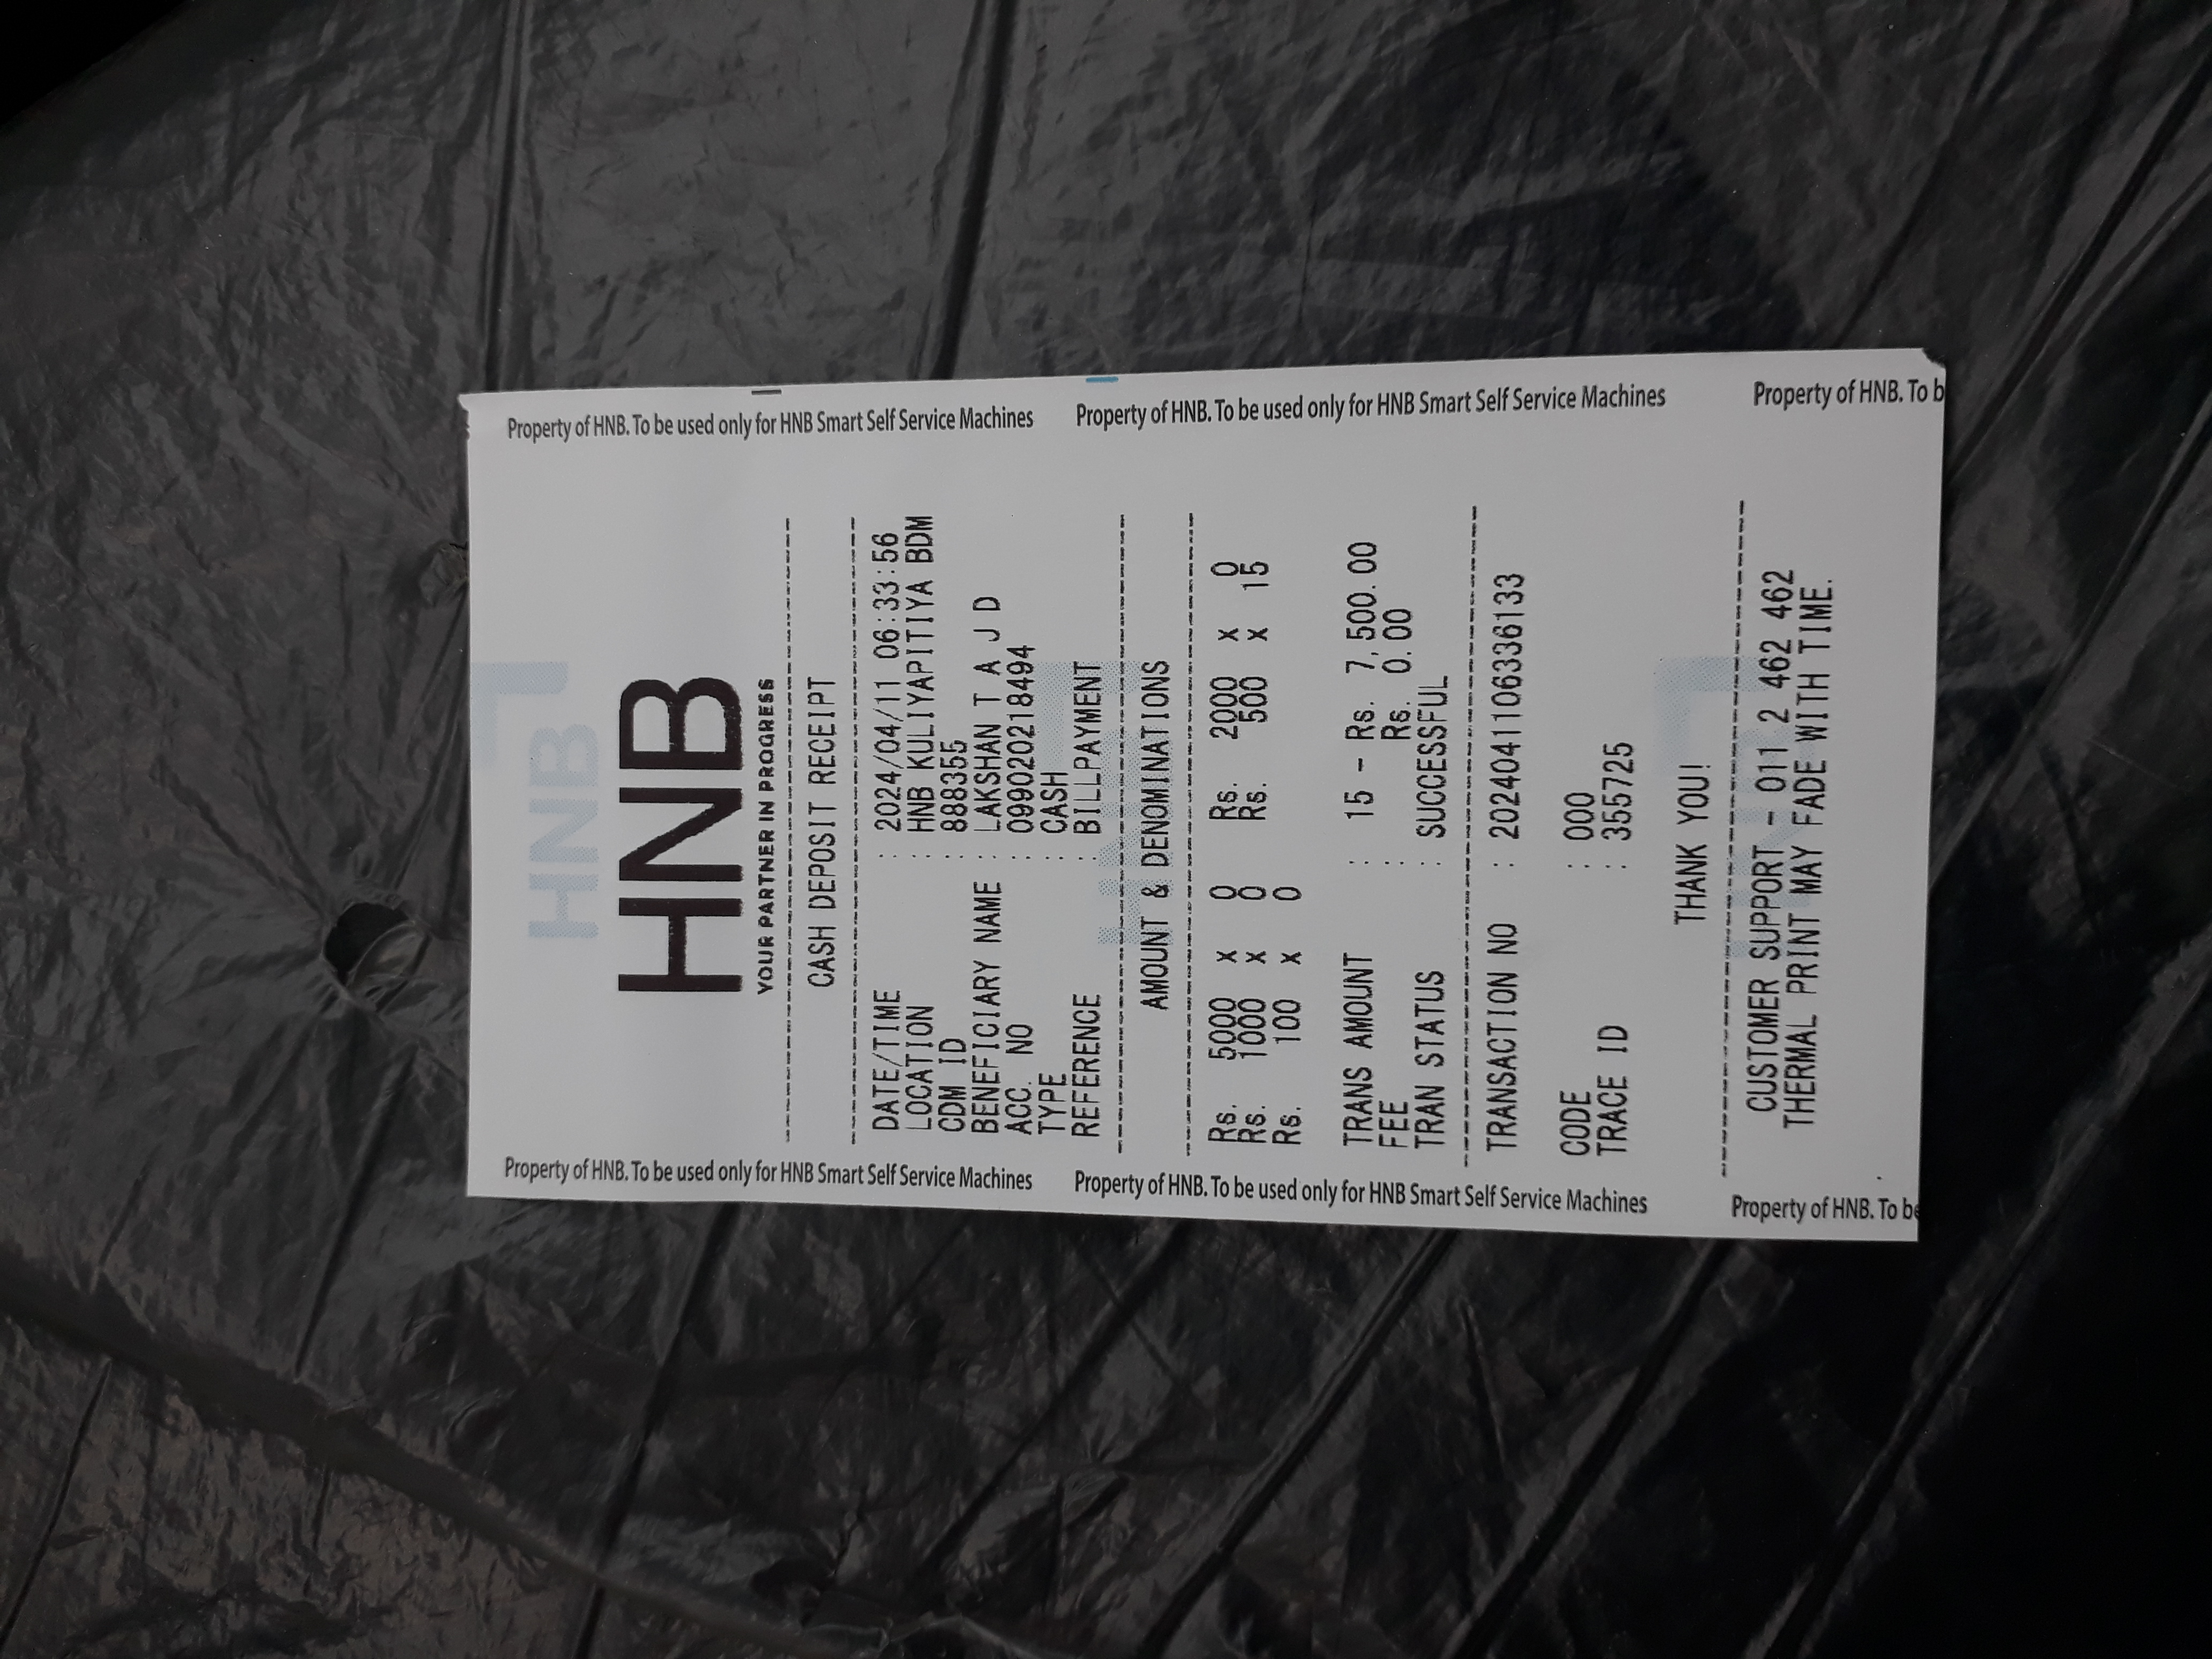 Property of HNB. To be used only for HNB Smart Self Service Machines
Property of HNB. To be used only for HNB Smart Self Service Machines
Property of HNB. To b
HNB
HNB
YOUR PARTNER IN PROGRESS
CASH DEPOSIT RECEIPT
DATE/TIME : 2024/04/11 06:33:56
LOCATION : HNB KULIYAPITIYA BDM
CDM ID : 888355
BENEFICIARY NAME : LAKSHAN T A J D
ACC. NO : 099020218494
TYPE : CASH
REFERENCE : BILLPAYMENT
AMOUNT & DENOMINATIONS
Rs. 5000 x 0 Rs. 2000 x 0
Rs. 1000 x 0 Rs. 500 x 15
Rs. 100 x 0
TRANS AMOUNT : 15 - Rs. 7,500.00
FEE : Rs. 0.00
TRAN STATUS : SUCCESSFUL
TRANSACTION NO : 20240411063336133
CODE : 000
TRACE ID : 355725
THANK YOU!
CUSTOMER SUPPORT - 011 2 462 462
THERMAL PRINT MAY FADE WITH TIME.
Property of HNB. To be used only for HNB Smart Self Service Machines
Property of HNB. To be used only for HNB Smart Self Service Machines
Property of HNB. To be